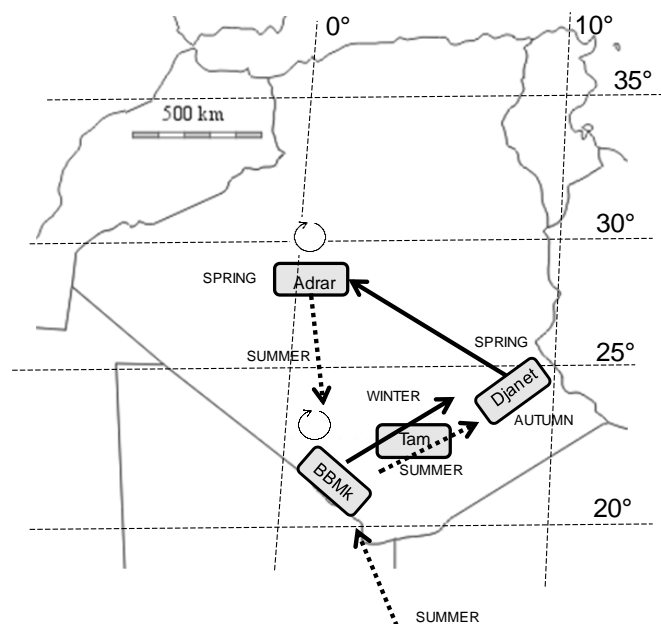 0°
10°
35°
500 km
30°
SPRING
Adrar
SPRING
SUMMER
25°
WINTER
Djanet
AUTUMN
Tam
SUMMER
BBMk
20°
SUMMER